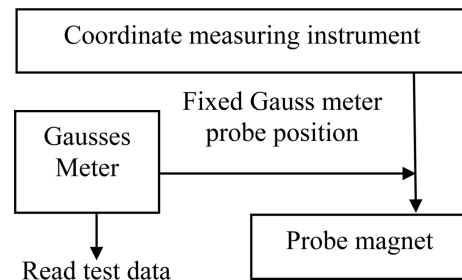 Coordinate measuring instrument
Fixed Gauss meter
probe position
Gausses
Meter
Probe magnet
Read test data